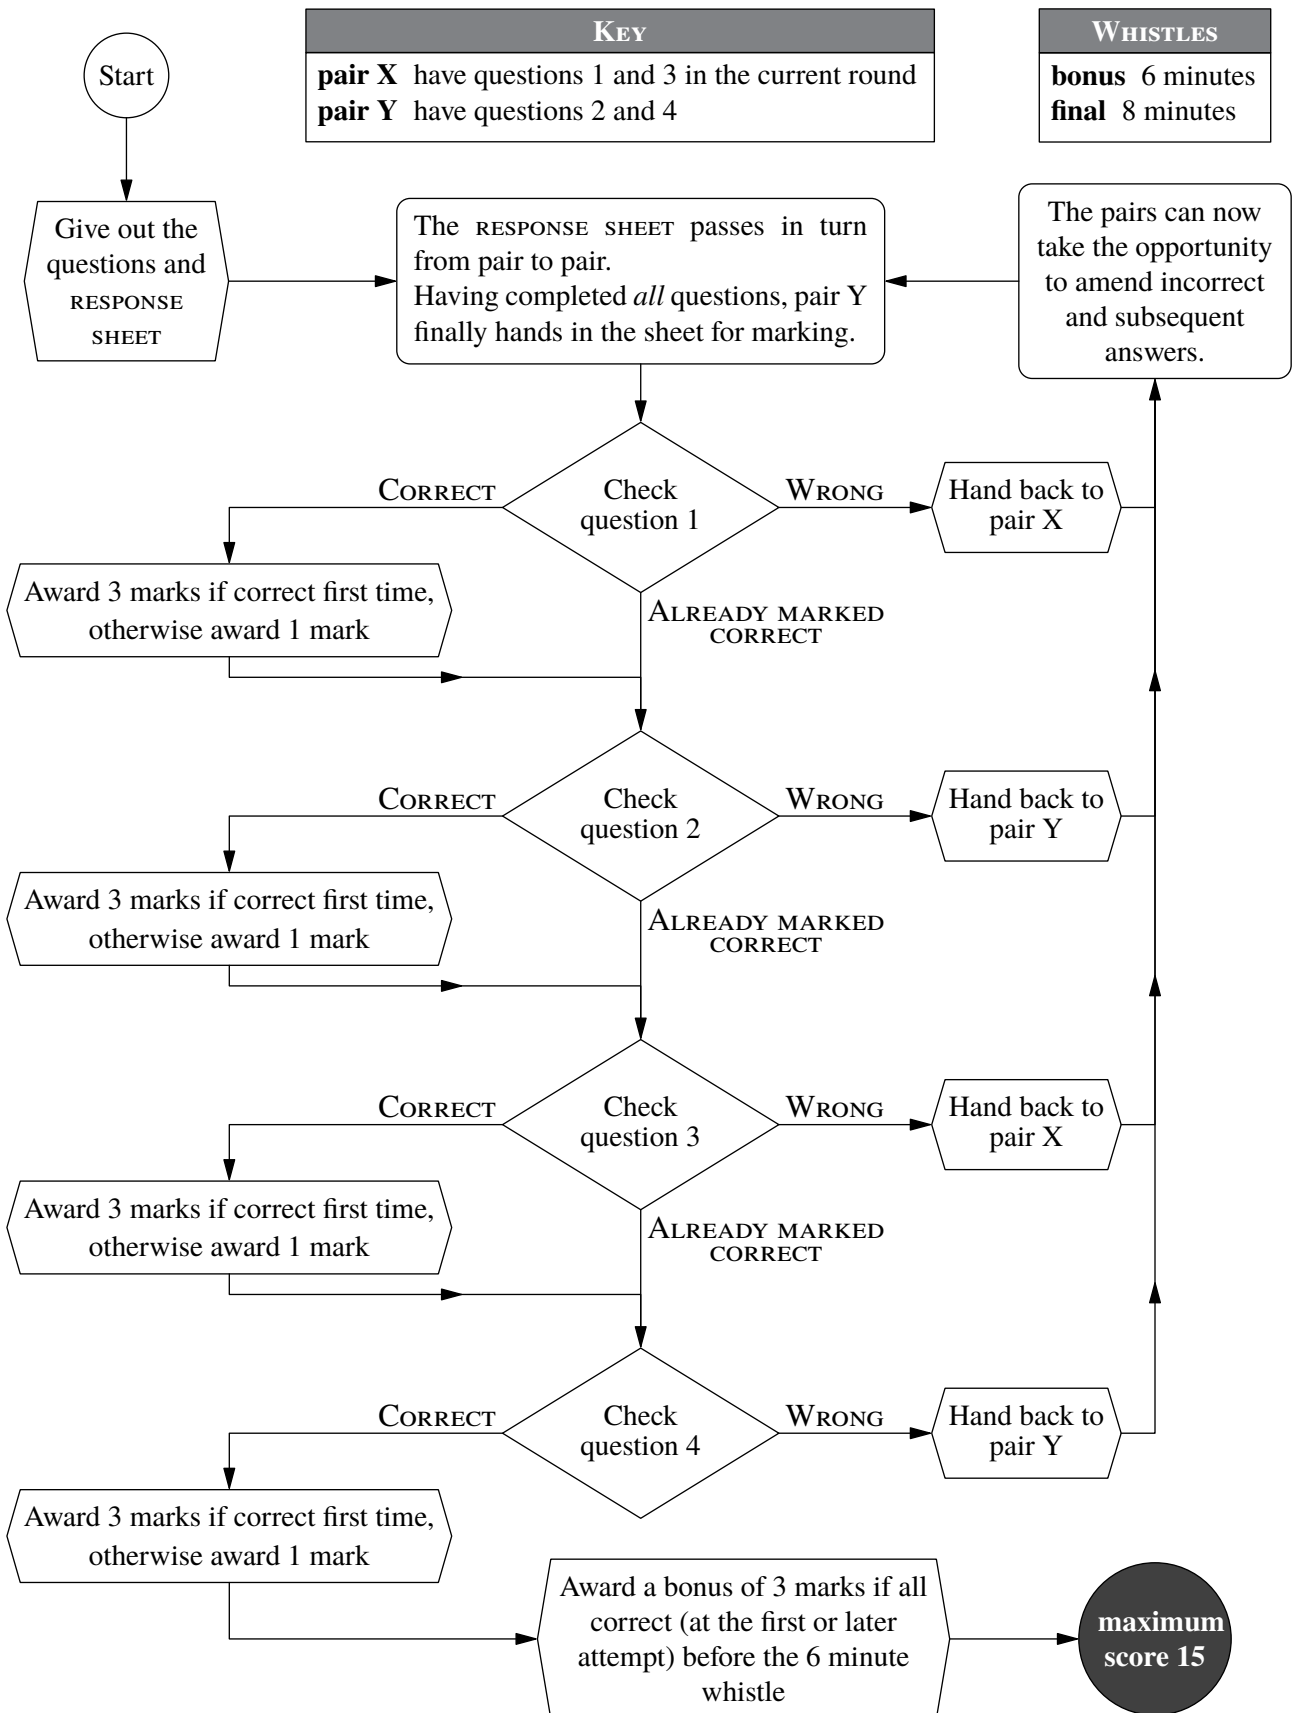 Start
KEY
pair X have questions 1 and 3 in the current round
pair Y have questions 2 and 4
WHISTLES
bonus 6 minutes
final 8 minutes
Give out the
questions and
RESPONSE
SHEET
The RESPONSE SHEET passes in turn
from pair to pair.
Having completed all questions, pair Y
finally hands in the sheet for marking.
The pairs can now
take the opportunity
to amend incorrect
and subsequent
answers.
CORRECT
Check
question 1
WRONG
Hand back to
pair X
Award 3 marks if correct first time,
otherwise award 1 mark
ALREADY MARKED
CORRECT
CORRECT
Check
question 2
WRONG
Hand back to
pair Y
Award 3 marks if correct first time,
otherwise award 1 mark
ALREADY MARKED
CORRECT
CORRECT
Check
question 3
WRONG
Hand back to
pair X
Award 3 marks if correct first time,
otherwise award 1 mark
ALREADY MARKED
CORRECT
CORRECT
Check
question 4
WRONG
Hand back to
pair Y
Award 3 marks if correct first time,
otherwise award 1 mark
Award a bonus of 3 marks if all
correct (at the first or later
attempt) before the 6 minute
whistle
maximum
score 15